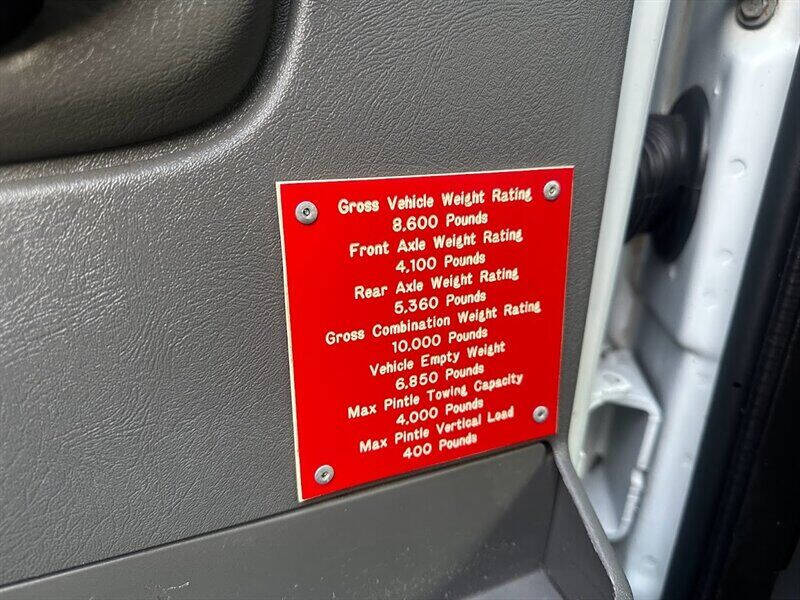 Gross Vehicle Weight Rating
8,600 Pounds
Front Axle Weight Rating
4,100 Pounds
Rear Axle Weight Rating
5,360 Pounds
Gross Combination Weight Rating
10,000 Pounds
Vehicle Empty Weight
6,850 Pounds
Max Pintle Towing Capacity
4,000 Pounds
Max Pintle Vertical Load
400 Pounds